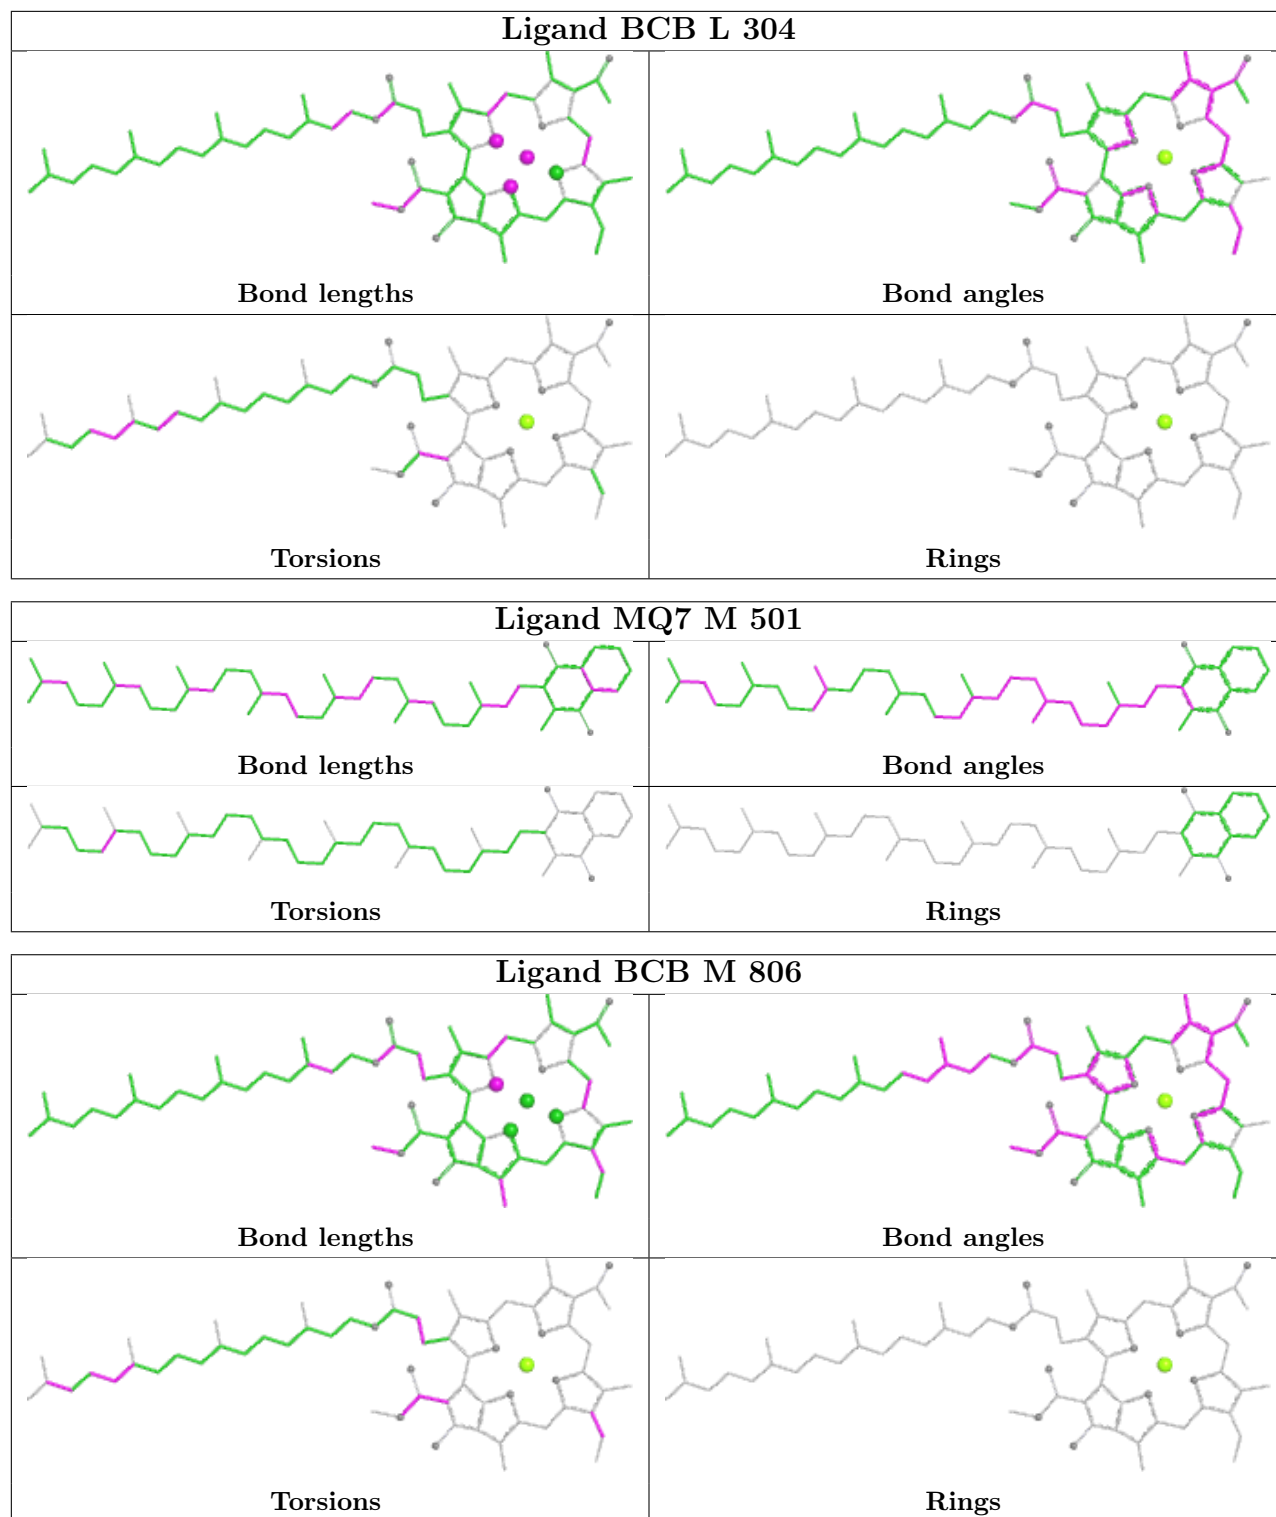 Ligand BCB L 304
Bond lengths
Bond angles
Torsions
Rings
Ligand MQ7 M 501
Bond lengths
Bond angles
Torsions
Rings
Ligand BCB M 806
Bond lengths
Bond angles
Torsions
Rings